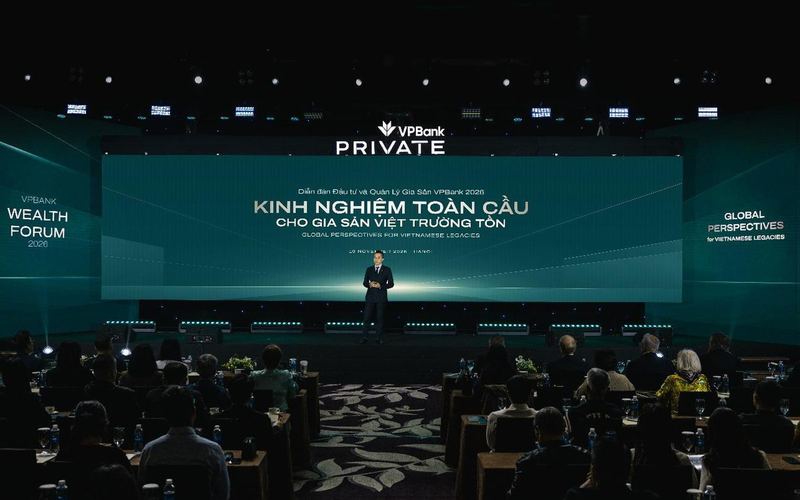 VPBank
PRIVATE
Diễn đàn Đầu tư và Quản Lý Gia Sản VPBank 2026
KINH NGHIỆM TOÀN CẦU
CHO GIA SẢN VIỆT TRƯỜNG TỒN
GLOBAL PERSPECTIVES FOR VIETNAMESE LEGACIES
2026
VPBANK
WEALTH
FORUM
2026
GLOBAL
PERSPECTIVES
for VIETNAMESE LEGACIES